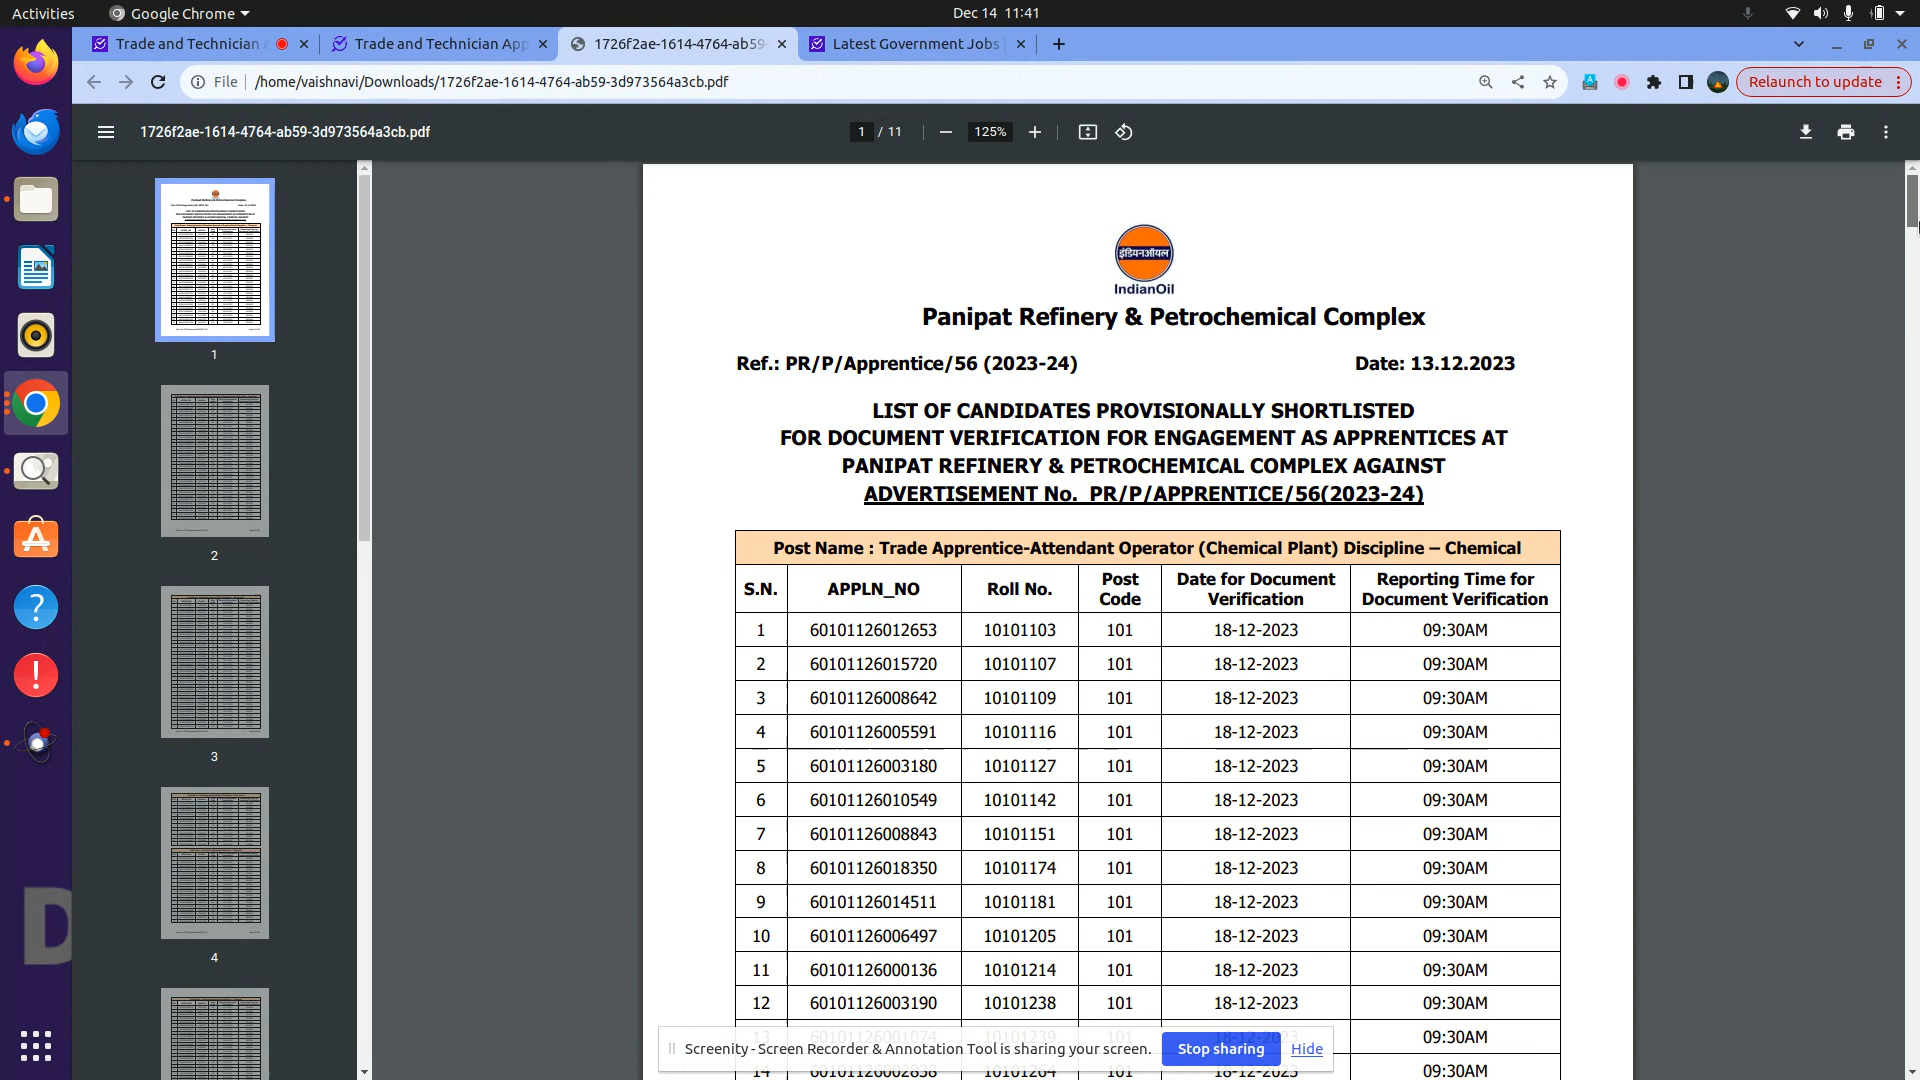 Activities
Google Chrome
Dec 14 11:41
Trade and Technician
Trade and Technician App
1726f2ae-1614-4764-ab59-
Latest Government Jobs
File
/home/vaishnavi/Downloads/1726f2ae-1614-4764-ab59-3d973564a3cb.pdf
Relaunch to update
1726f2ae-1614-4764-ab59-3d973564a3cb.pdf
1 / 11
125%
1
2
3
4
इंडियनऑयल
IndianOil
Panipat Refinery & Petrochemical Complex
Ref.: PR/P/Apprentice/56 (2023-24) Date: 13.12.2023
LIST OF CANDIDATES PROVISIONALLY SHORTLISTED
FOR DOCUMENT VERIFICATION FOR ENGAGEMENT AS APPRENTICES AT
PANIPAT REFINERY & PETROCHEMICAL COMPLEX AGAINST
ADVERTISEMENT No. PR/P/APPRENTICE/56(2023-24)
Post Name : Trade Apprentice-Attendant Operator (Chemical Plant) Discipline – Chemical
S.N. APPLN_NO Roll No. Post Code Date for Document Verification Reporting Time for Document Verification
1 60101126012653 10101103 101 18-12-2023 09:30AM
2 60101126015720 10101107 101 18-12-2023 09:30AM
3 60101126008642 10101109 101 18-12-2023 09:30AM
4 60101126005591 10101116 101 18-12-2023 09:30AM
5 60101126003180 10101127 101 18-12-2023 09:30AM
6 60101126010549 10101142 101 18-12-2023 09:30AM
7 60101126008843 10101151 101 18-12-2023 09:30AM
8 60101126018350 10101174 101 18-12-2023 09:30AM
9 60101126014511 10101181 101 18-12-2023 09:30AM
10 60101126006497 10101205 101 18-12-2023 09:30AM
11 60101126000136 10101214 101 18-12-2023 09:30AM
12 60101126003190 10101238 101 18-12-2023 09:30AM
13 60101126001074 10101239 101 18-12-2023 09:30AM
Screenity - Screen Recorder & Annotation Tool is sharing your screen.
Stop sharing
Hide
14 101 09:30AM